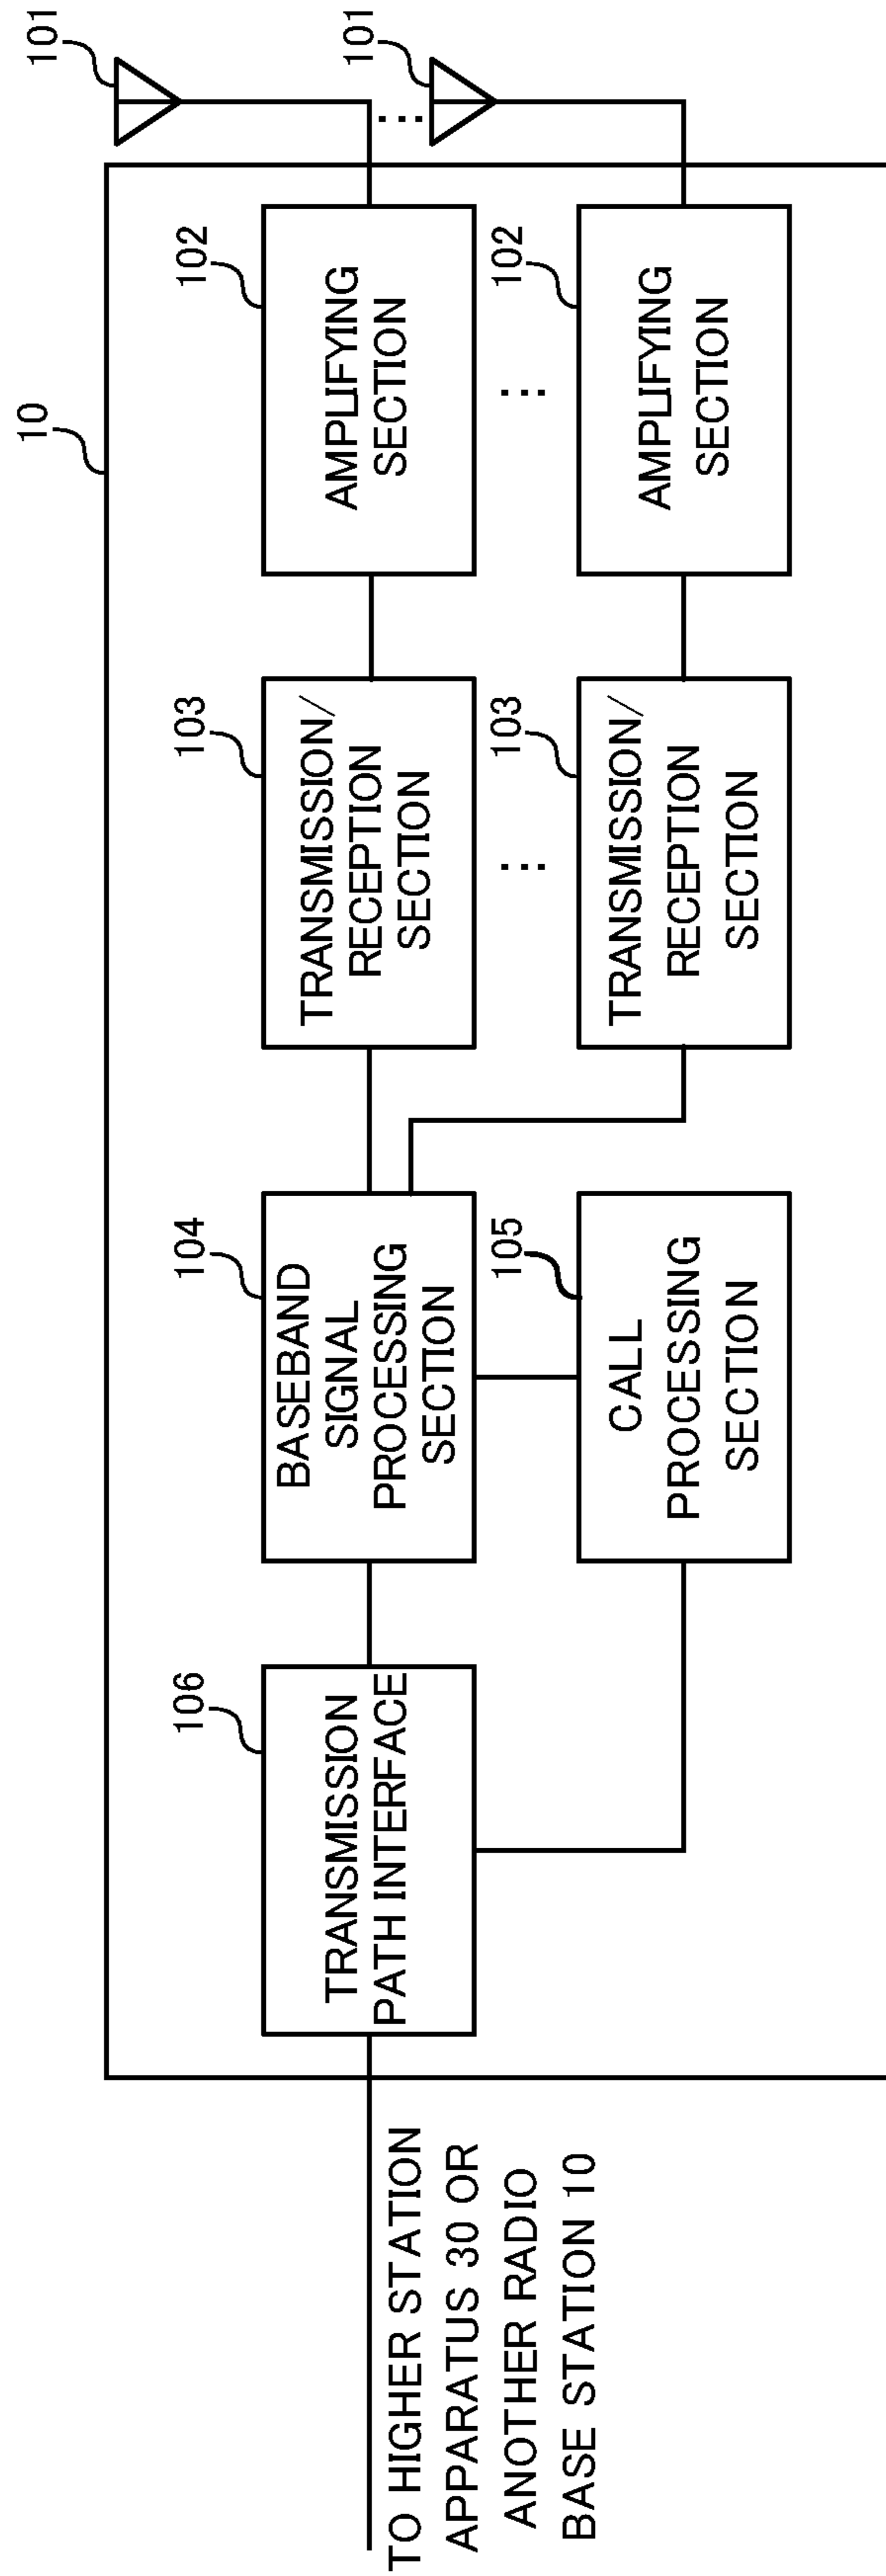 10
101
101
102
AMPLIFYING
SECTION
102
AMPLIFYING
SECTION
103
TRANSMISSION/
RECEPTION
SECTION
103
TRANSMISSION/
RECEPTION
SECTION
104
BASEBAND
SIGNAL
PROCESSING
SECTION
105
CALL
PROCESSING
SECTION
106
TRANSMISSION
PATH INTERFACE
TO HIGHER STATION
APPARATUS 30 OR
ANOTHER RADIO
BASE STATION 10